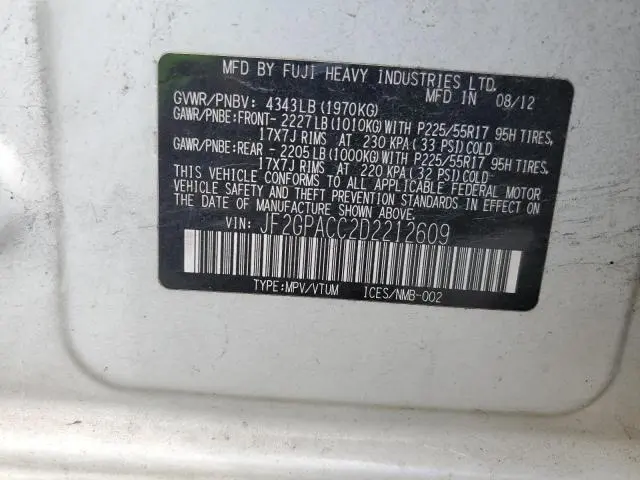 MFD BY FUJI HEAVY INDUSTRIES LTD.
MFD IN 08/12
GVWR/PNBV: 4343LB(1970KG)
GAWR/PNBE:FRONT-2227LB(1010KG)WITH P225/55R17 95H TIRES,
17X7J RIMS AT 230 KPA(33 PSI)COLD
GAWR/PNBE:REAR -2205LB(1000KG)WITH P225/55R17 95H TIRES,
17X7J RIMS AT 220 KPA(32 PSI)COLD
THIS VEHICLE CONFORMS TO ALL APPLICABLE FEDERAL MOTOR
VEHICLE SAFETY AND THEFT PREVENTION STANDARDS IN EFFECT ON
THE DATE OF MANUFACTURE SHOWN ABOVE.
VIN: JF2GPACC2D2212609
TYPE:MPV/VTUM ICES/NMB-002